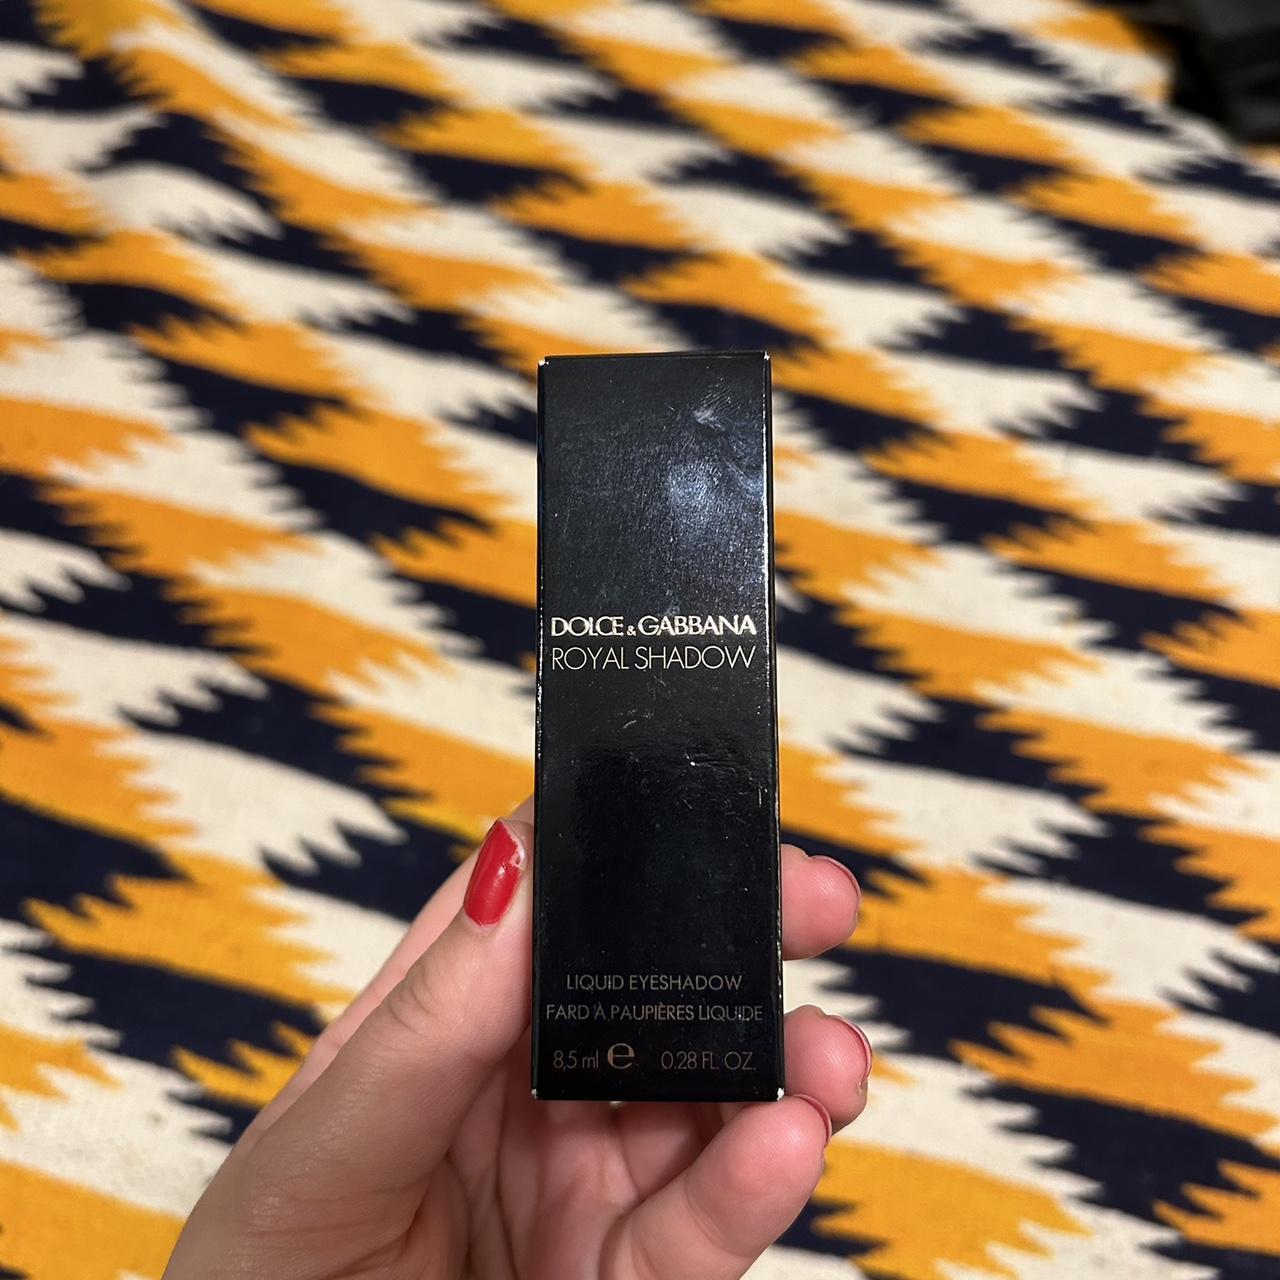 DOLCE & GABBANA
ROYAL SHADOW
LIQUID EYESHADOW
FARD À PAUPIÈRES LIQUIDE
8,5 ml ℮ 0.28 FL. OZ.